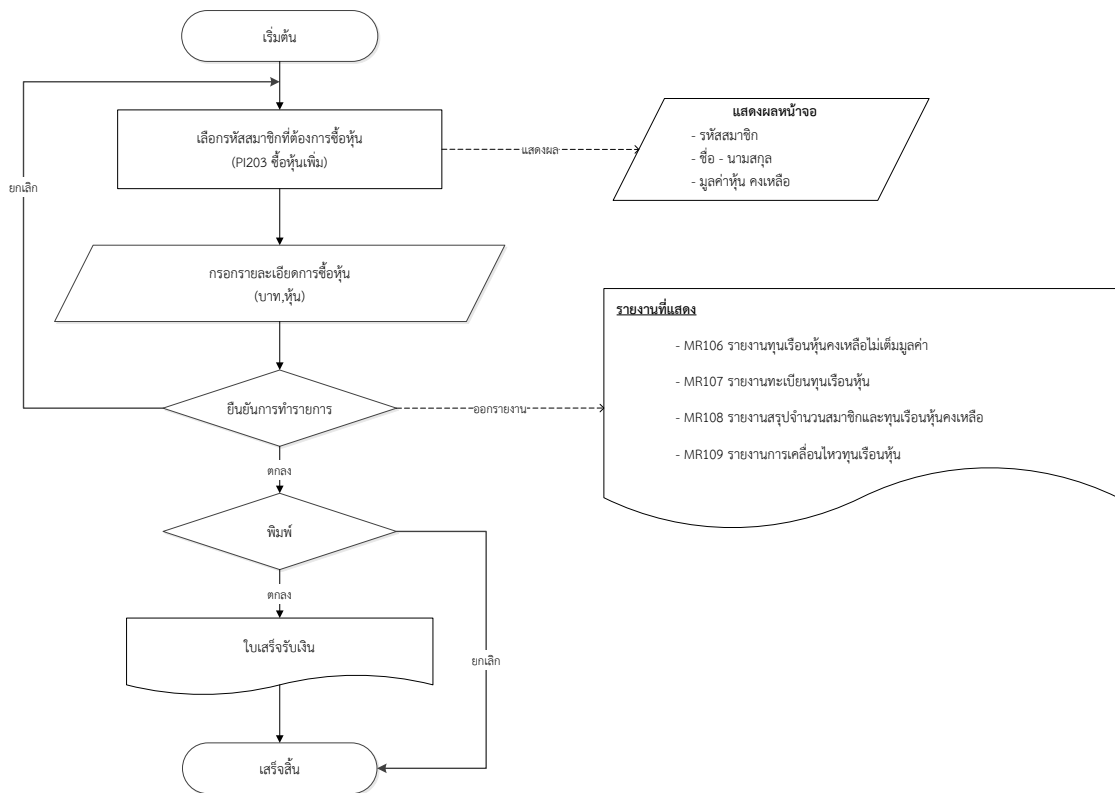 เริ่มต้น
เลือกรหัสสมาชิกที่ต้องการซื้อหุ้น
(PI203 ซื้อหุ้นเพิ่ม)
แสดงผล
แสดงผลหน้าจอ
- รหัสสมาชิก
- ชื่อ - นามสกุล
- มูลค่าหุ้น คงเหลือ
ยกเลิก
กรอกรายละเอียดการซื้อหุ้น
(บาท,หุ้น)
ยืนยันการทำรายการ
ออกรายงาน
รายงานที่แสดง
- MR106 รายงานทุนเรือนหุ้นคงเหลือไม่เต็มมูลค่า
- MR107 รายงานทะเบียนทุนเรือนหุ้น
- MR108 รายงานสรุปจำนวนสมาชิกและทุนเรือนหุ้นคงเหลือ
- MR109 รายงานการเคลื่อนไหวทุนเรือนหุ้น
ตกลง
พิมพ์
ตกลง
ใบเสร็จรับเงิน
ยกเลิก
เสร็จสิ้น